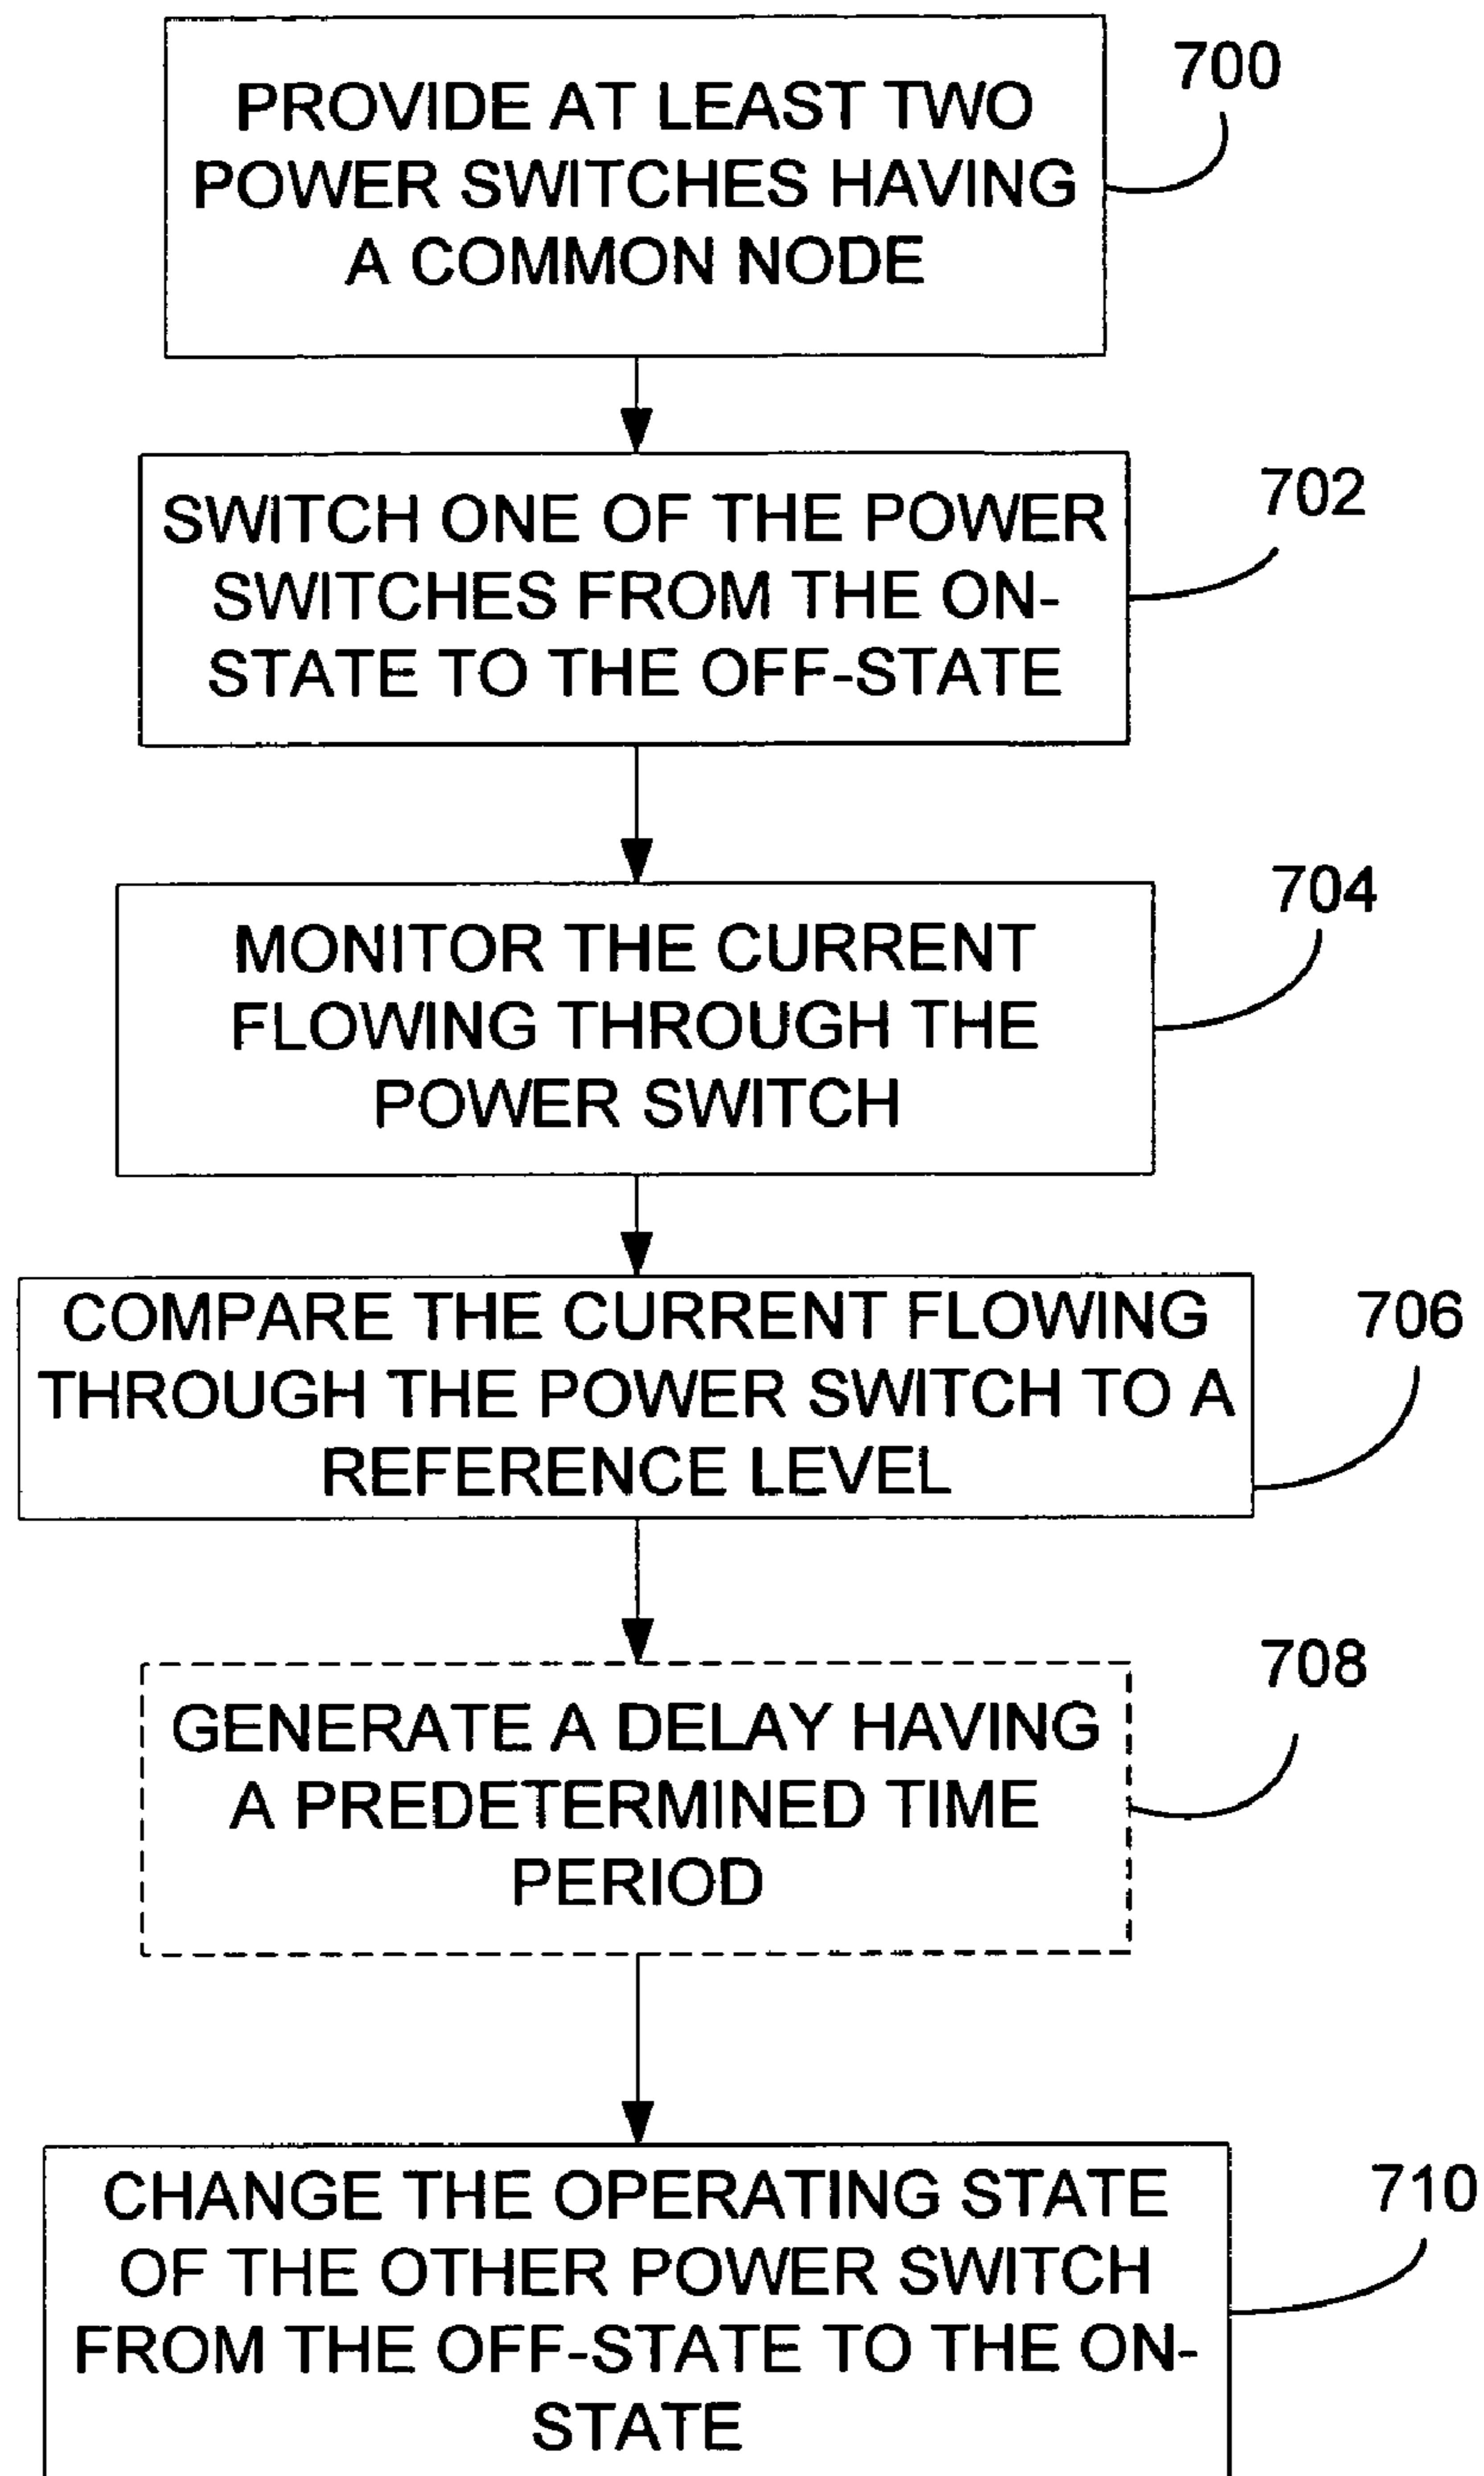 PROVIDE AT LEAST TWO
POWER SWITCHES HAVING
A COMMON NODE
700
SWITCH ONE OF THE POWER
SWITCHES FROM THE ON-
STATE TO THE OFF-STATE
702
MONITOR THE CURRENT
FLOWING THROUGH THE
POWER SWITCH
704
COMPARE THE CURRENT FLOWING
THROUGH THE POWER SWITCH TO A
REFERENCE LEVEL
706
GENERATE A DELAY HAVING
A PREDETERMINED TIME
PERIOD
708
CHANGE THE OPERATING STATE
OF THE OTHER POWER SWITCH
FROM THE OFF-STATE TO THE ON-
STATE
710